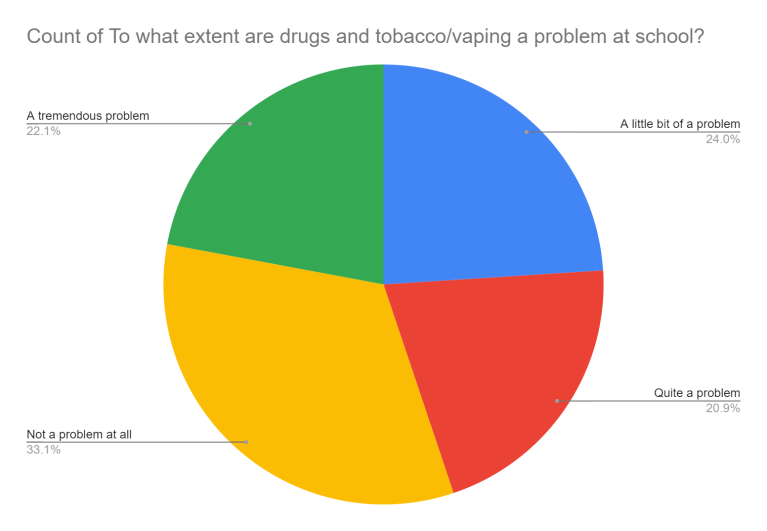 Count of To what extent are drugs and tobacco/vaping a problem at school?
A tremendous problem
22.1%
A little bit of a problem
24.0%
Quite a problem
20.9%
Not a problem at all
33.1%